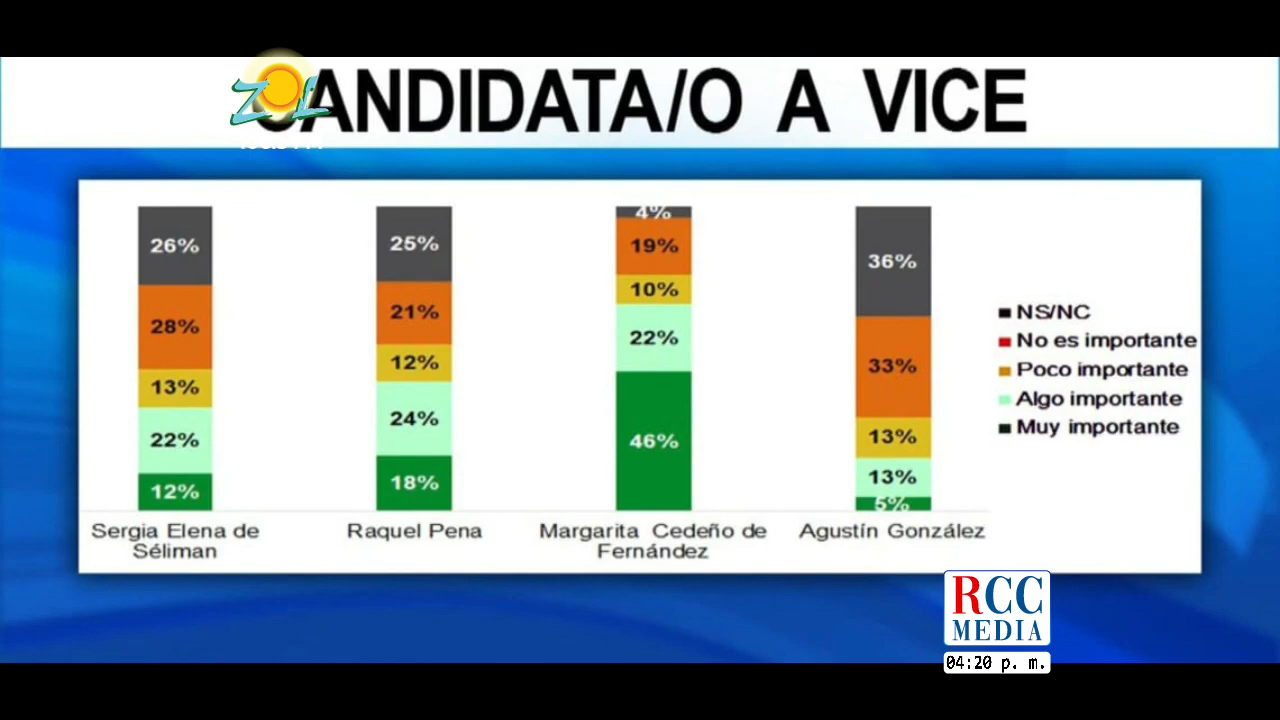 ZOL
CANDIDATA/O A VICE
26%
28%
13%
22%
12%
25%
21%
12%
24%
18%
4%
19%
10%
22%
46%
36%
33%
13%
13%
5%
Sergia Elena de
Séliman
Raquel Pena
Margarita Cedeño de
Fernández
Agustín González
NS/NC
No es importante
Poco importante
Algo importante
Muy importante
RCC
MEDIA
04:20 p. m.